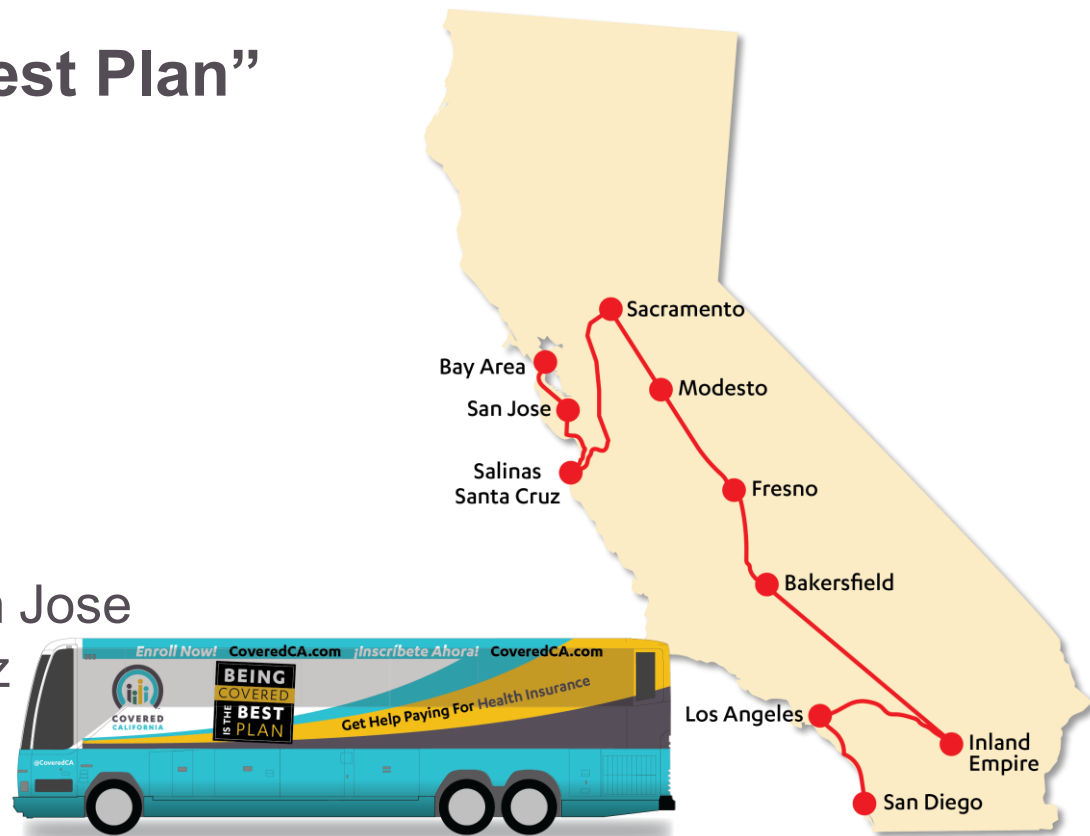 est Plan”
Sacramento
Bay Area
Modesto
San Jose
Salinas
Santa Cruz
Fresno
Bakersfield
Jose
z
Enroll Now! CoveredCA.com ¡Inscríbete Ahora! CoveredCA.com
BEING
COVERED
IS THE BEST
PLAN
Get Help Paying For Health Insurance
COVERED
CALIFORNIA
@CoveredCA
Los Angeles
Inland
Empire
San Diego